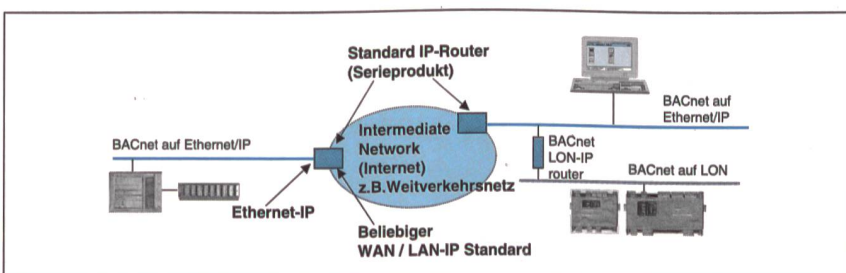 Standard IP-Router
(Serieprodukt)
BACnet auf
Ethernet/IP
BACnet auf Ethernet/IP
Intermediate
Network
(Internet)
z.B.Weitverkehrsnetz
BACnet
LON-IP
router
BACnet auf LON
Ethernet-IP
Beliebiger
WAN / LAN-IP Standard